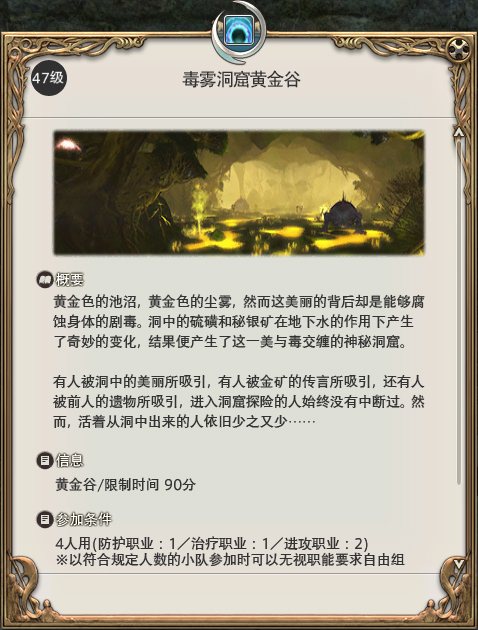 47级
毒雾洞窟黄金谷
概要
黄金色的池沼，黄金色的尘雾，然而这美丽的背后却是能够腐
蚀身体的剧毒。洞中的硫磺和秘银矿在地下水的作用下产生
了奇妙的变化，结果便产生了这一美与毒交缠的神秘洞窟。
有人被洞中的美丽所吸引，有人被金矿的传言所吸引，还有人
被前人的遗物所吸引，进入洞窟探险的人始终没有中断过。然
而，活着从洞中出来的人依旧少之又少……
信息
黄金谷/限制时间 90分
参加条件
4人用(防护职业：1／治疗职业：1／进攻职业：2)
※以符合规定人数的小队参加时可以无视职能要求自由组